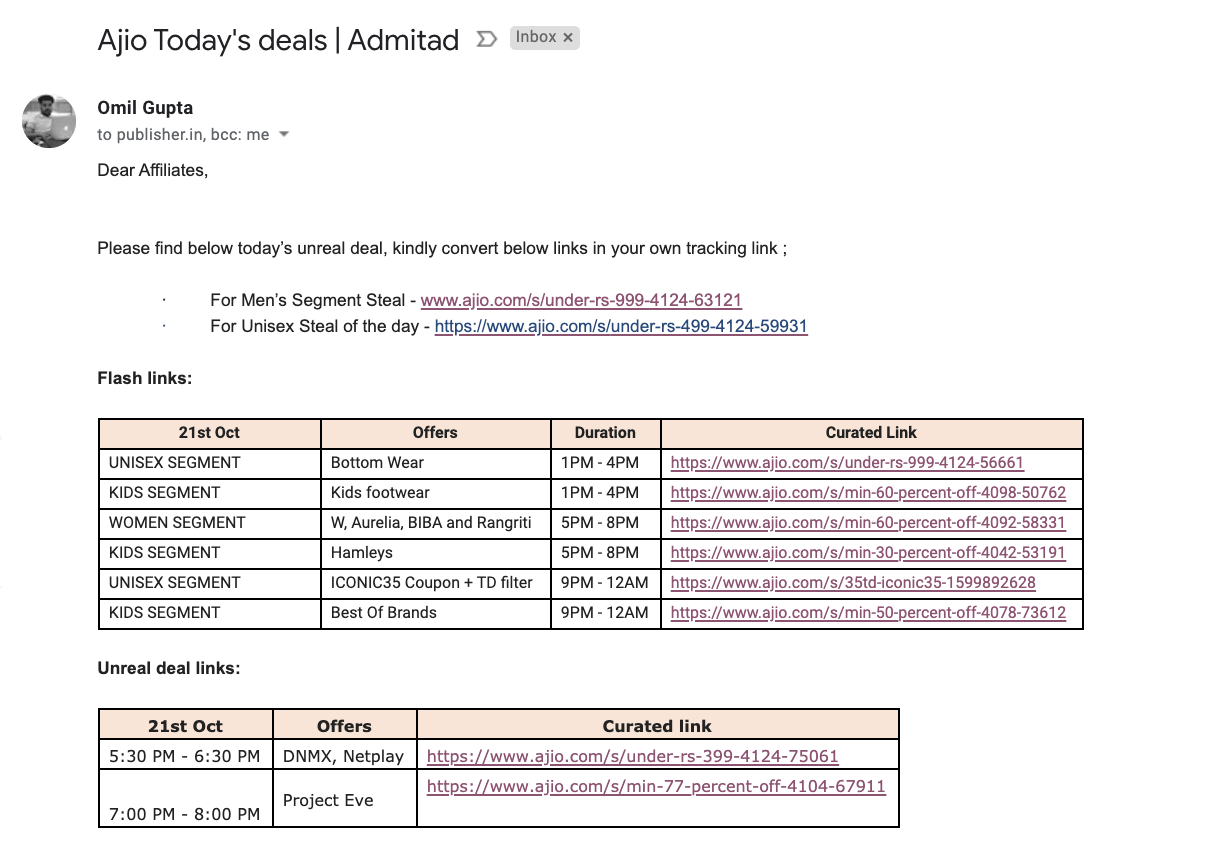 Ajio Today's deals | Admitad Inbox ×
Omil Gupta
to publisher.in, bcc: me
Dear Affiliates,
Please find below today’s unreal deal, kindly convert below links in your own tracking link ;
· For Men’s Segment Steal - www.ajio.com/s/under-rs-999-4124-63121
· For Unisex Steal of the day - https://www.ajio.com/s/under-rs-499-4124-59931
Flash links:
21st Oct Offers Duration Curated Link
UNISEX SEGMENT Bottom Wear 1PM - 4PM https://www.ajio.com/s/under-rs-999-4124-56661
KIDS SEGMENT Kids footwear 1PM - 4PM https://www.ajio.com/s/min-60-percent-off-4098-50762
WOMEN SEGMENT W, Aurelia, BIBA and Rangriti 5PM - 8PM https://www.ajio.com/s/min-60-percent-off-4092-58331
KIDS SEGMENT Hamleys 5PM - 8PM https://www.ajio.com/s/min-30-percent-off-4042-53191
UNISEX SEGMENT ICONIC35 Coupon + TD filter 9PM - 12AM https://www.ajio.com/s/35td-iconic35-1599892628
KIDS SEGMENT Best Of Brands 9PM - 12AM https://www.ajio.com/s/min-50-percent-off-4078-73612
Unreal deal links:
21st Oct Offers Curated link
5:30 PM - 6:30 PM DNMX, Netplay https://www.ajio.com/s/under-rs-399-4124-75061
7:00 PM - 8:00 PM Project Eve https://www.ajio.com/s/min-77-percent-off-4104-67911